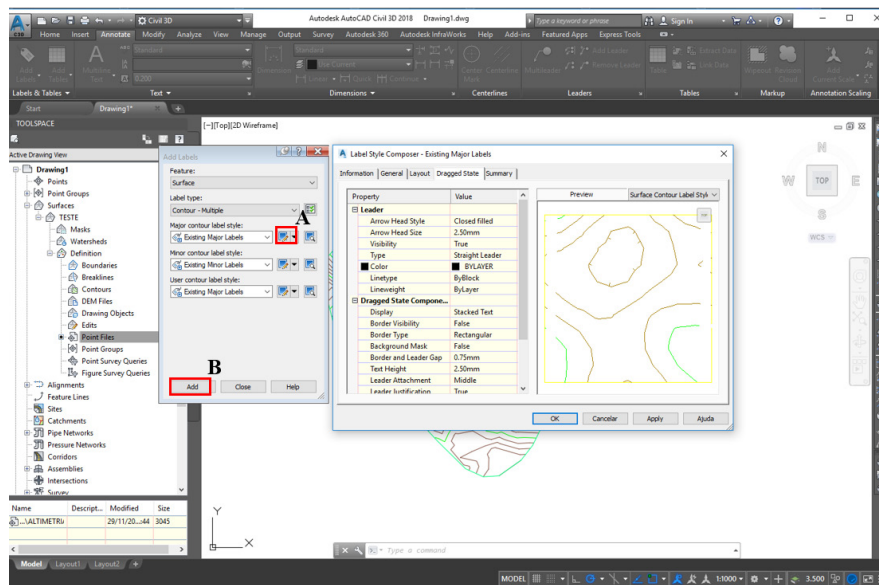 Civil 3D
Autodesk AutoCAD Civil 3D 2018 Drawing1.dwg
Type a keyword or phrase
Sign In
Home Insert Annotate Modify Analyze View Manage Output Survey Autodesk 360 Autodesk InfraWorks Help Add-ins Featured Apps Express Tools
Labels & Tables Text Dimensions Centerlines Leaders Tables Markup Annotation Scaling
Start Drawing1*
TOOLSPACE
[−][Top][2D Wireframe]
Active Drawing View
Drawing1
Points
Point Groups
Surfaces
TESTE
Masks
Watersheds
Definition
Boundaries
Breaklines
Contours
DEM Files
Drawing Objects
Edits
Point Files
Point Groups
Point Survey Queries
Figure Survey Queries
Alignments
Feature Lines
Sites
Catchments
Pipe Networks
Pressure Networks
Corridors
Assemblies
Intersections
Survey
Name Descript... Modified Size
...\ALTIMETRI 29/11/20...:44 3045
Add Labels
Feature:
Surface
Label type:
Contour - Multiple
A
Major contour label style:
Existing Major Labels
Minor contour label style:
Existing Minor Labels
User contour label style:
Existing Major Labels
B
Add Close Help
Label Style Composer - Existing Major Labels
Information General Layout Dragged State Summary
Property Value
Leader
Arrow Head Style Closed filled
Arrow Head Size 2.50mm
Visibility True
Type Straight Leader
Color BYLAYER
Linetype ByBlock
Lineweight ByLayer
Dragged State Compone...
Display Stacked Text
Border Visibility False
Border Type Rectangular
Background Mask False
Border and Leader Gap 0.75mm
Text Height 2.50mm
Leader Attachment Middle
Leader Justification True
Preview Surface Contour Label Styl
OK Cancelar Apply Ajuda
N
W TOP E
S
WCS
Y
X
Type a command
Model Layout1 Layout2 +
MODEL 1:1000 3.500